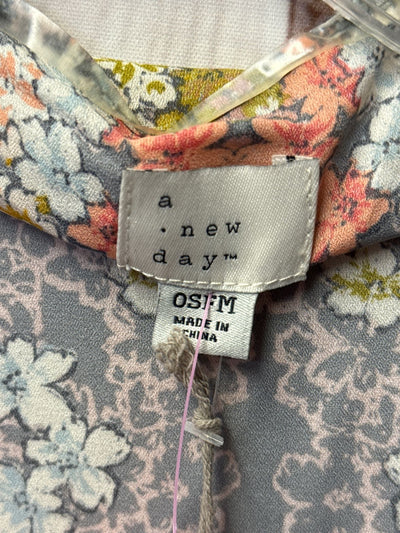 a
. new
day™
OSFM
MADE IN
CHINA